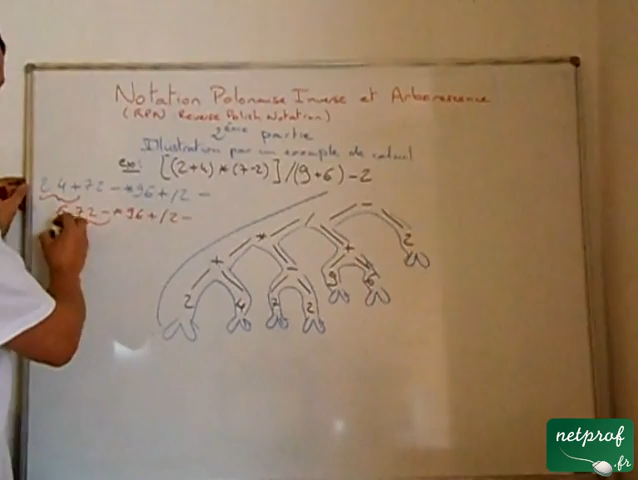 Notation Polonaise Inverse et Arborescence
(RPN Reverse Polish Notation)
2ème partie
Illustration par un exemple de calcul
ex: [(2+4)*(7-2)]/(9+6)-2
2 4 + 7 2 - * 9 6 + / 2 -
6 7 2 - * 9 6 + / 2 -
/ -
+ * - + 2
2 4 7 2 9 6
netprof
.fr